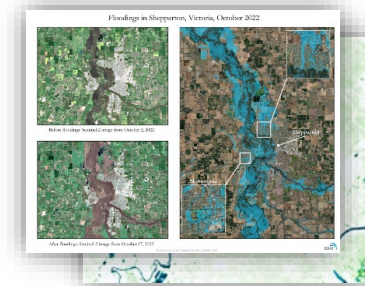 Floodings in Shepparton, Victoria, October 2022
Before floodings: Sentinel-2 image from October 2, 2022
Shepparton
After floodings: Sentinel-2 image from October 17, 2022